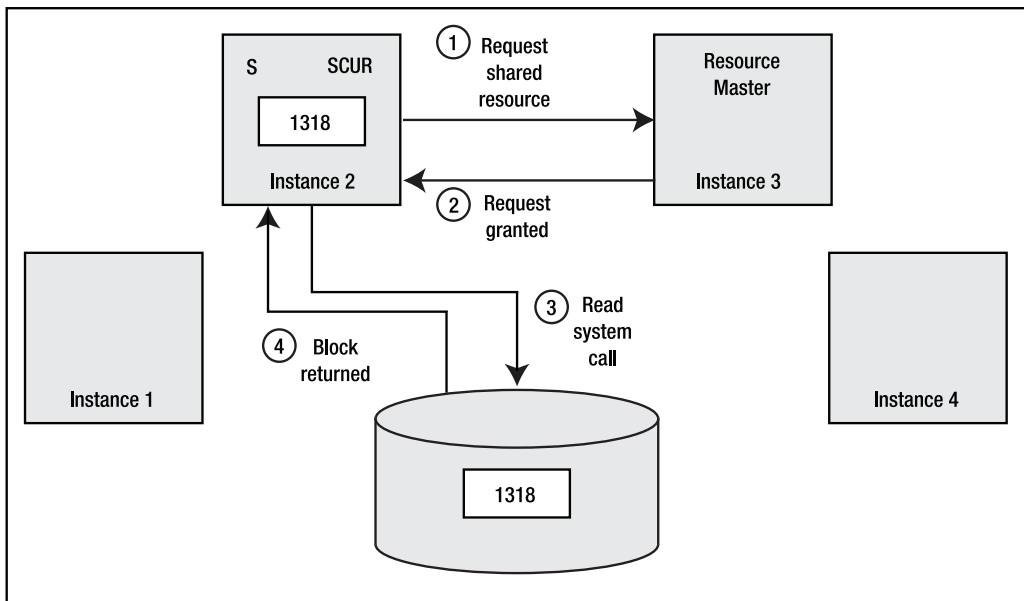 S SCUR
1318
Instance 2
1 Request
shared
resource
Resource
Master
Instance 3
2 Request
granted
Instance 1
4 Block
returned
3 Read
system
call
Instance 4
1318